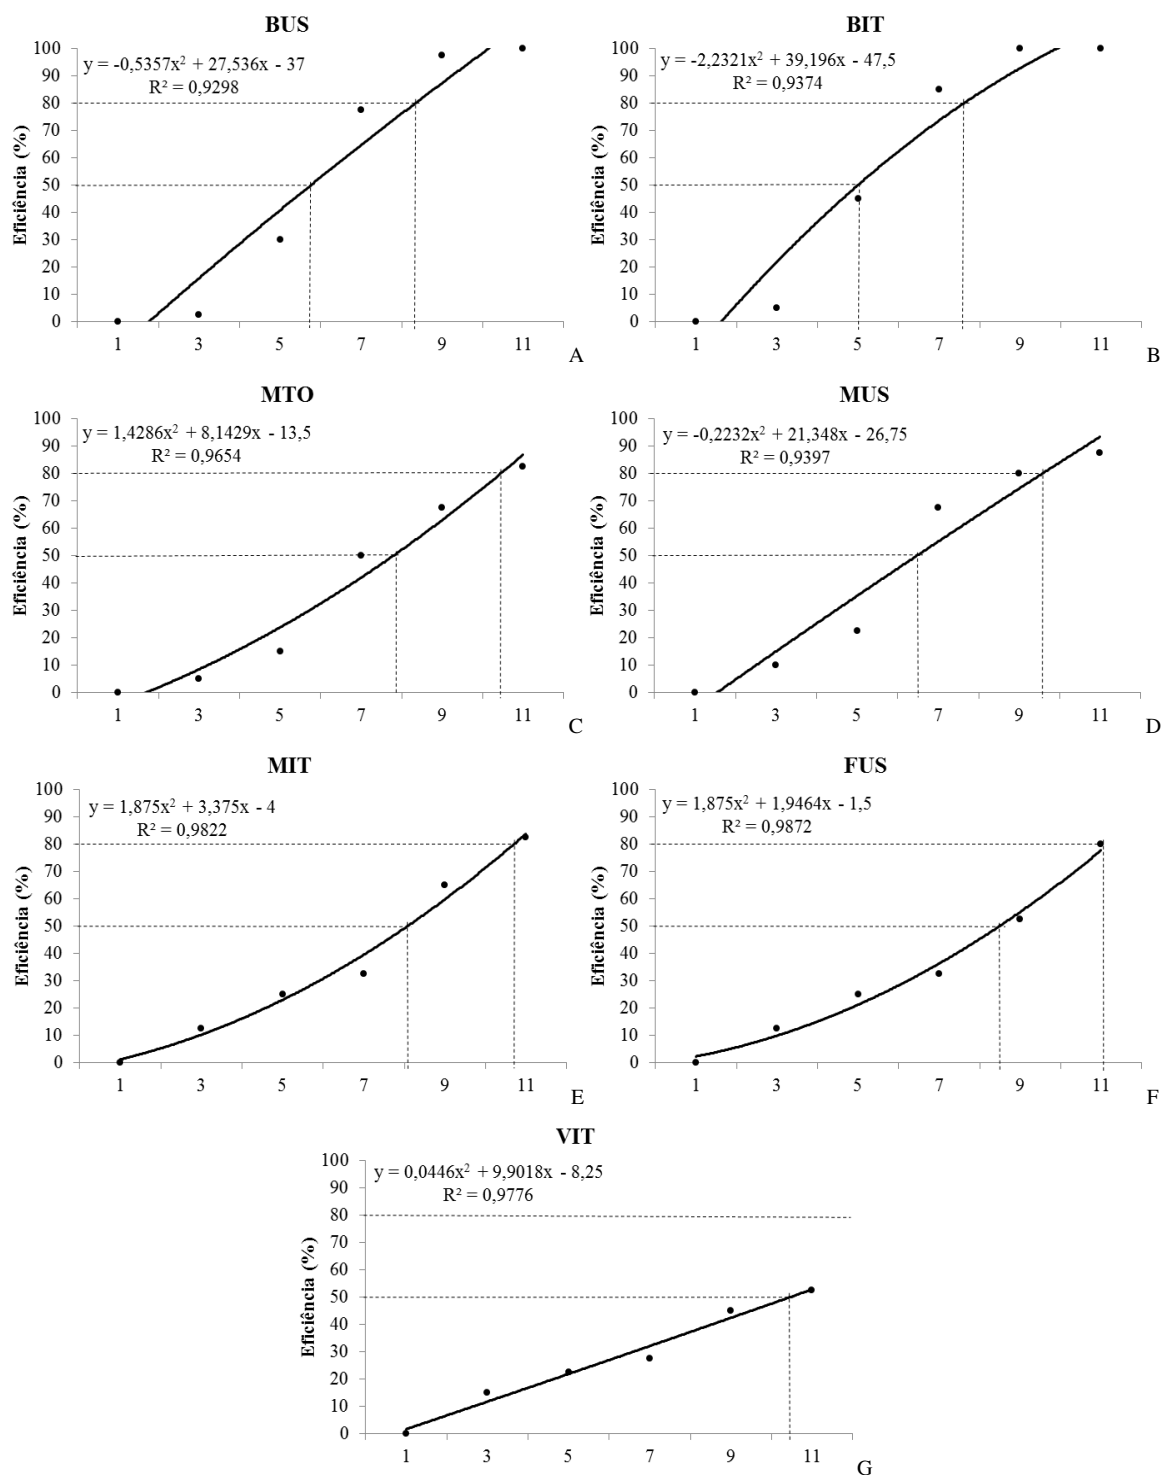 BUS
y = -0,5357x² + 27,536x - 37
R² = 0,9298
Eficiência (%)
100
90
80
70
60
50
40
30
20
10
0
1 3 5 7 9 11
A
BIT
y = -2,2321x² + 39,196x - 47,5
R² = 0,9374
Eficiência (%)
100
90
80
70
60
50
40
30
20
10
0
1 3 5 7 9 11
B
MTO
y = 1,4286x² + 8,1429x - 13,5
R² = 0,9654
Eficiência (%)
100
90
80
70
60
50
40
30
20
10
0
1 3 5 7 9 11
C
MUS
y = -0,2232x² + 21,348x - 26,75
R² = 0,9397
Eficiência (%)
100
90
80
70
60
50
40
30
20
10
0
1 3 5 7 9 11
D
MIT
y = 1,875x² + 3,375x - 4
R² = 0,9822
Eficiência (%)
100
90
80
70
60
50
40
30
20
10
0
1 3 5 7 9 11
E
FUS
y = 1,875x² + 1,9464x - 1,5
R² = 0,9872
Eficiência (%)
100
90
80
70
60
50
40
30
20
10
0
1 3 5 7 9 11
F
VIT
y = 0,0446x² + 9,9018x - 8,25
R² = 0,9776
Eficiência (%)
100
90
80
70
60
50
40
30
20
10
0
1 3 5 7 9 11
G